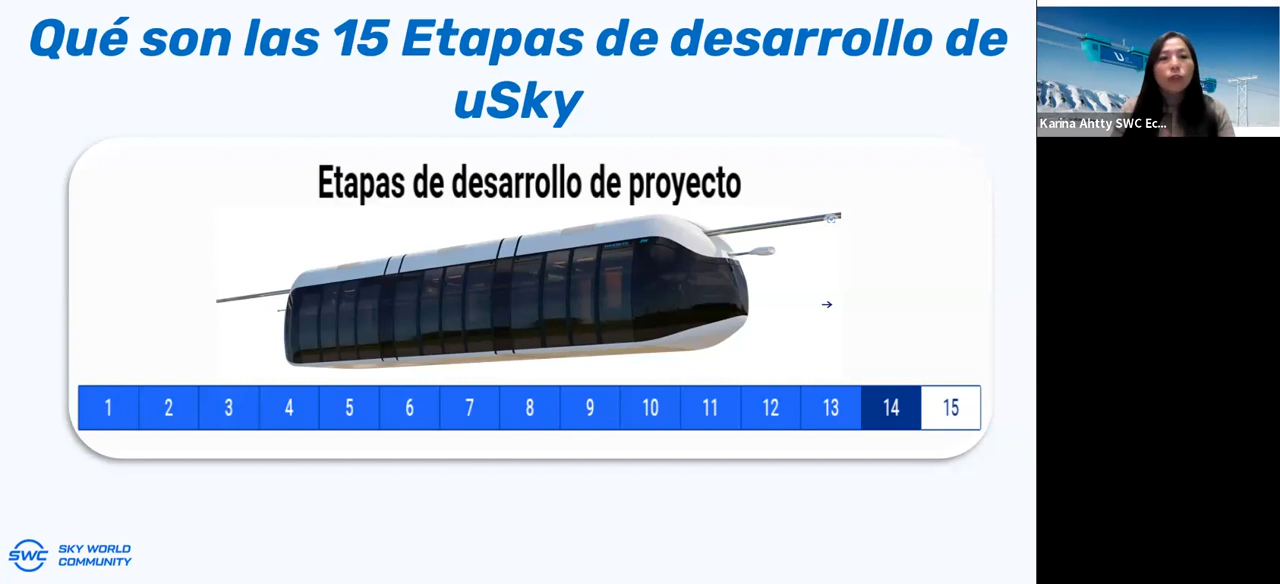 Qué son las 15 Etapas de desarrollo de
uSky
Etapas de desarrollo de proyecto
1 2 3 4 5 6 7 8 9 10 11 12 13 14 15
SWC SKY WORLD
COMMUNITY
Karina Ahtty SWC Ec...